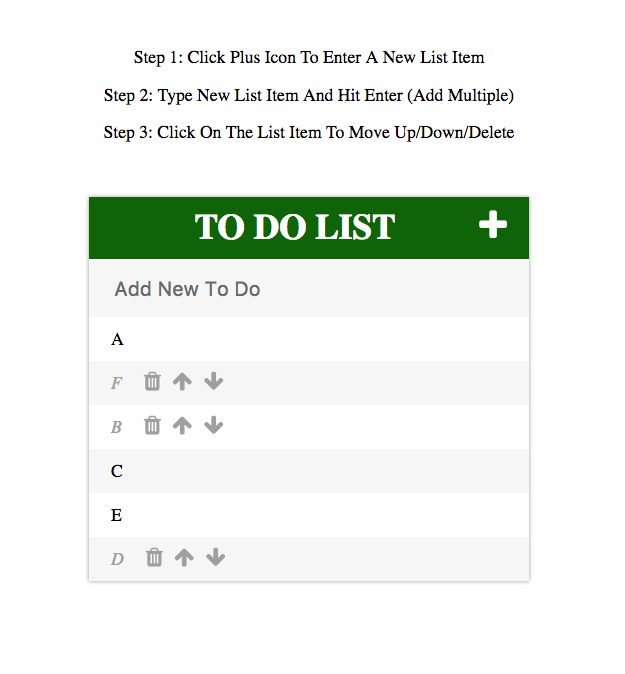 Step 1: Click Plus Icon To Enter A New List Item
Step 2: Type New List Item And Hit Enter (Add Multiple)
Step 3: Click On The List Item To Move Up/Down/Delete
TO DO LIST
Add New To Do
A
F
B
C
E
D